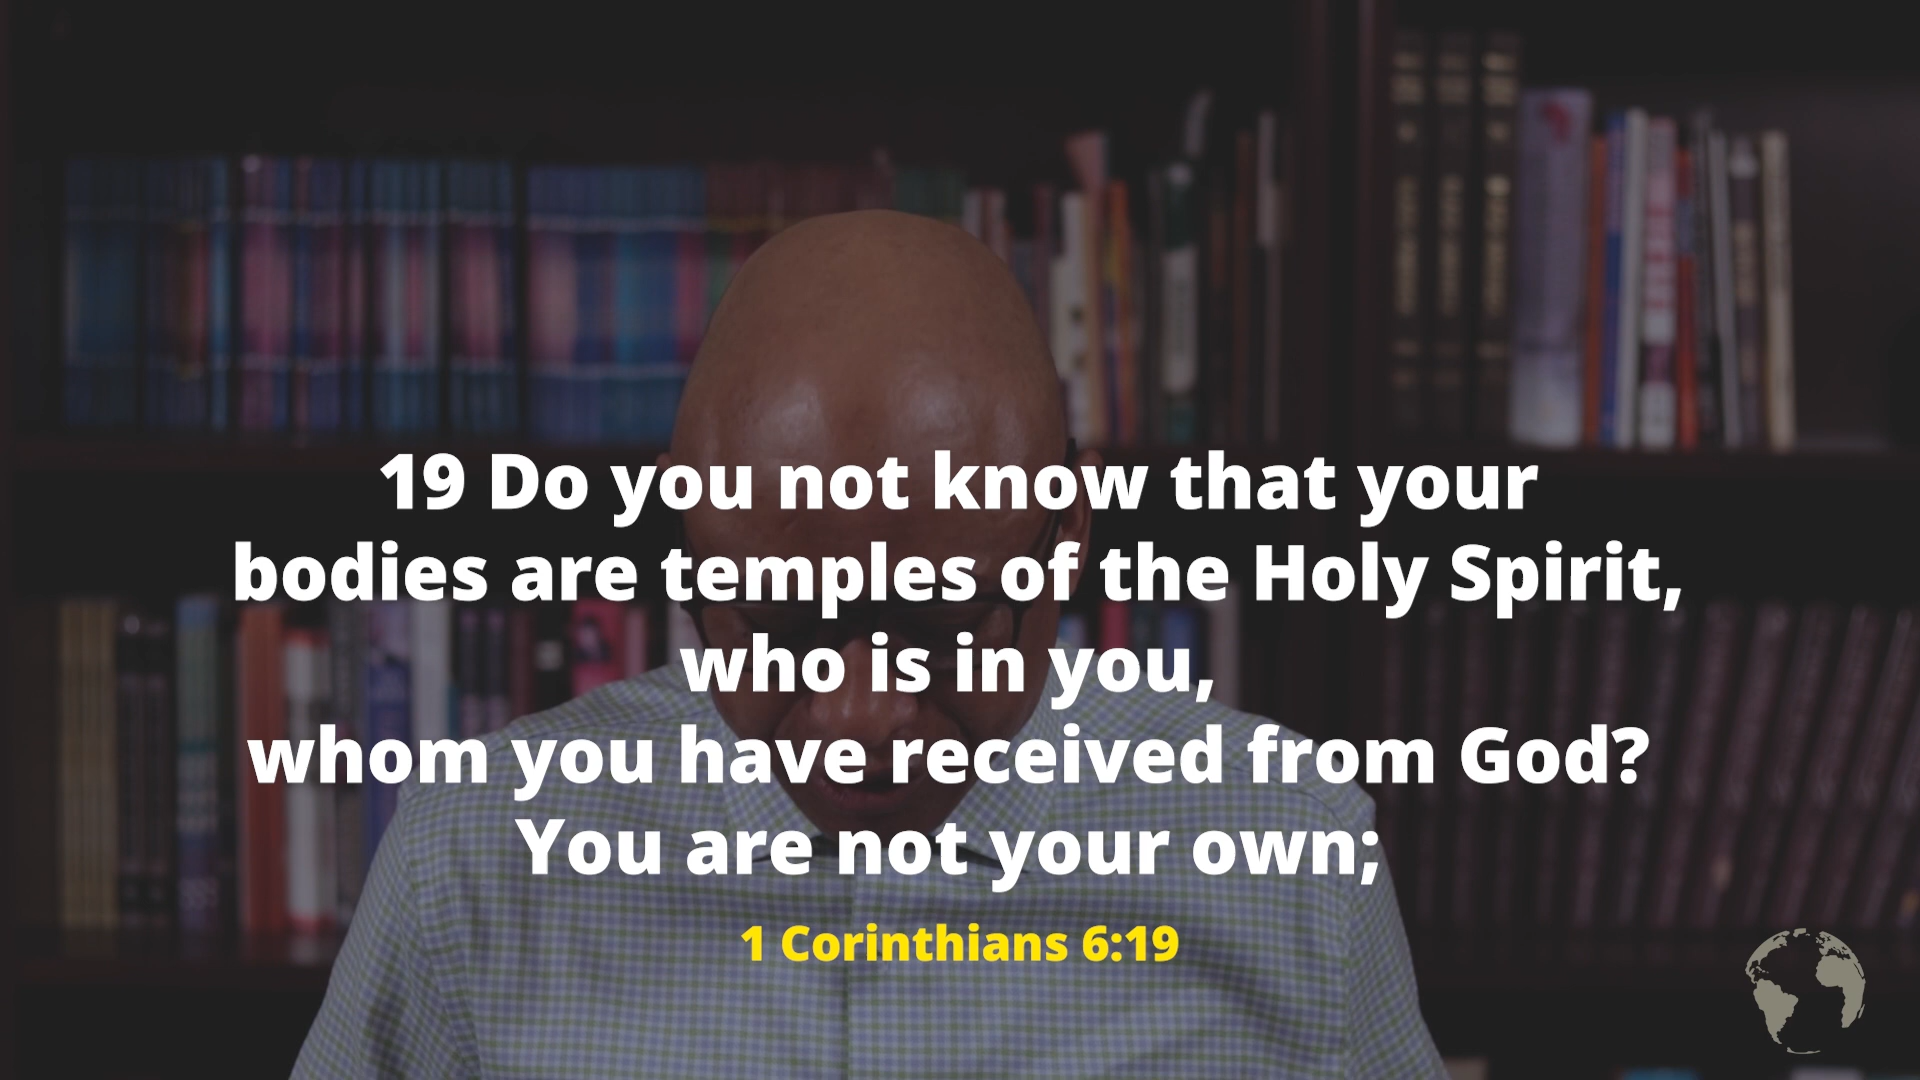 19 Do you not know that your
bodies are temples of the Holy Spirit,
who is in you,
whom you have received from God?
You are not your own;
1 Corinthians 6:19